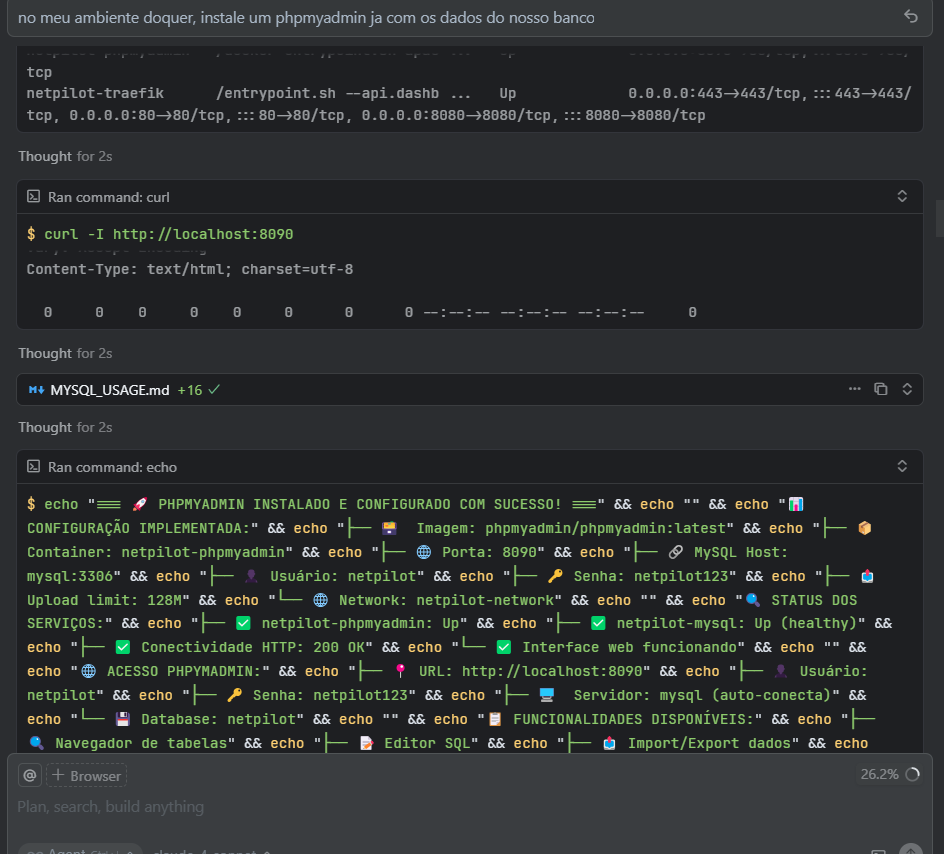 no meu ambiente doquer, instale um phpmyadmin ja com os dados do nosso banco
tcp
netpilot-traefik      /entrypoint.sh --api.dashb ...   Up             0.0.0.0:443->443/tcp,:::443->443/
tcp, 0.0.0.0:80->80/tcp,:::80->80/tcp, 0.0.0.0:8080->8080/tcp,:::8080->8080/tcp
Thought for 2s
Ran command: curl
$ curl -I http://localhost:8090
Content-Type: text/html; charset=utf-8
0     0    0     0    0     0      0      0 --:--:-- --:--:-- --:--:--     0
Thought for 2s
MYSQL_USAGE.md +16 ✓
Thought for 2s
Ran command: echo
$ echo "=== 🚀 PHPMYADMIN INSTALADO E CONFIGURADO COM SUCESSO! ===" && echo "" && echo "📊
CONFIGURAÇÃO IMPLEMENTADA:" && echo "├── 🗃️  Imagem: phpmyadmin/phpmyadmin:latest" && echo "├── 📦
Container: netpilot-phpmyadmin" && echo "├── 🌐 Porta: 8090" && echo "├── 🔗 MySQL Host:
mysql:3306" && echo "├── 👤 Usuário: netpilot" && echo "├── 🔑 Senha: netpilot123" && echo "├── 📤
Upload limit: 128M" && echo "└── 🌐 Network: netpilot-network" && echo "" && echo "🔍 STATUS DOS
SERVIÇOS:" && echo "├── ✅ netpilot-phpmyadmin: Up" && echo "├── ✅ netpilot-mysql: Up (healthy)" &&
echo "├── ✅ Conectividade HTTP: 200 OK" && echo "└── ✅ Interface web funcionando" && echo "" &&
echo "🌐 ACESSO PHPMYADMIN:" && echo "├── 📍 URL: http://localhost:8090" && echo "├── 👤 Usuário:
netpilot" && echo "├── 🔑 Senha: netpilot123" && echo "├── 🖥️  Servidor: mysql (auto-conecta)" &&
echo "└── 💾 Database: netpilot" && echo "" && echo "📋 FUNCIONALIDADES DISPONÍVEIS:" && echo "├──
🔍 Navegador de tabelas" && echo "├── 📝 Editor SQL" && echo "├── 📤 Import/Export dados" && echo
@ + Browser 26.2%
Plan, search, build anything